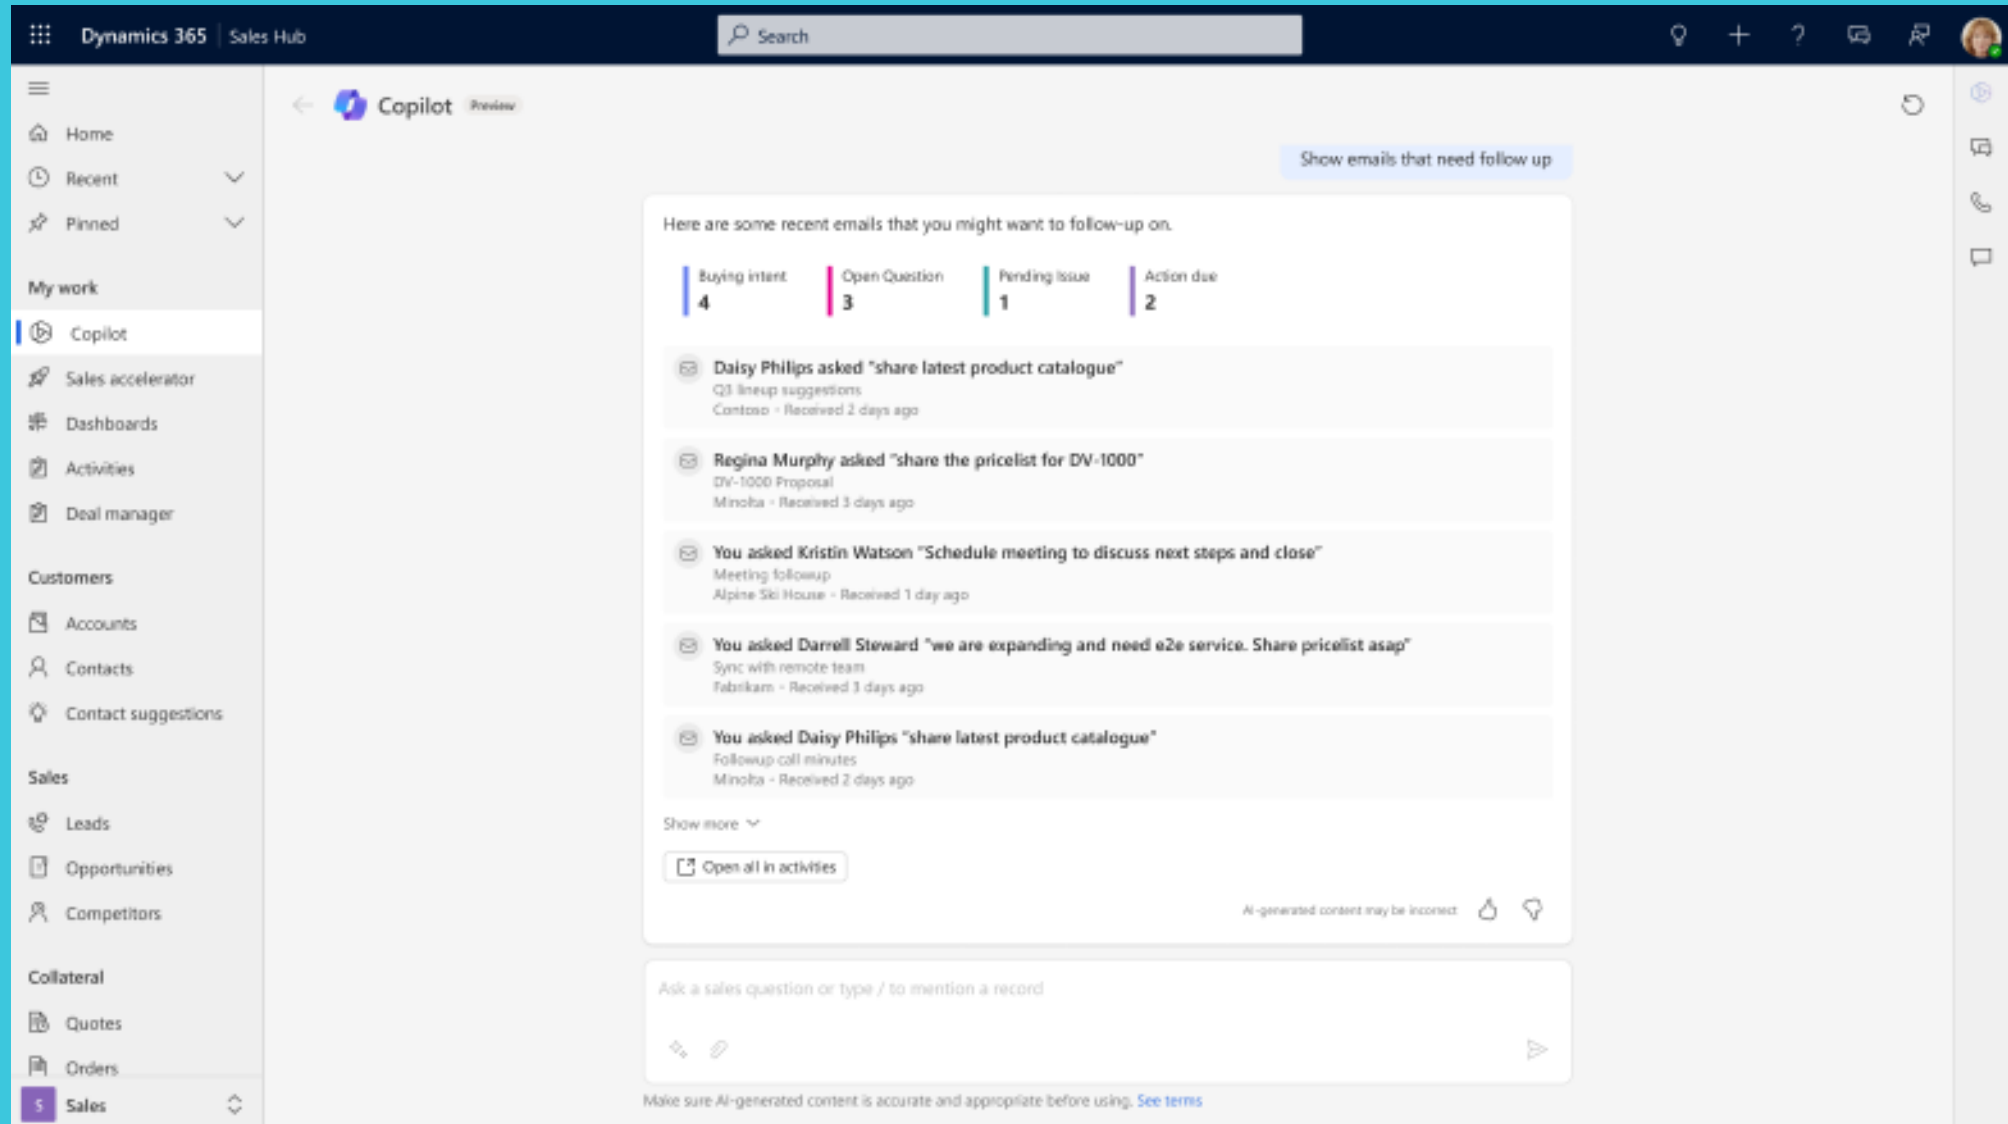 Dynamics 365 | Sales Hub
Search
Home
Recent
Pinned
My work
Copilot
Sales accelerator
Dashboards
Activities
Deal manager
Customers
Accounts
Contacts
Contact suggestions
Sales
Leads
Opportunities
Competitors
Collateral
Quotes
Orders
S Sales
Copilot Preview
Show emails that need follow up
Here are some recent emails that you might want to follow-up on.
Buying intent
4
Open Question
3
Pending Issue
1
Action due
2
Daisy Philips asked "share latest product catalogue"
Q3 lineup suggestions
Contoso - Received 2 days ago
Regina Murphy asked "share the pricelist for DV-1000"
DV-1000 Proposal
Minolta - Received 3 days ago
You asked Kristin Watson "Schedule meeting to discuss next steps and close"
Meeting followup
Alpine Ski House - Received 1 day ago
You asked Darrell Steward "we are expanding and need e2e service. Share pricelist asap"
Sync with remote team
Fabrikam - Received 3 days ago
You asked Daisy Philips "share latest product catalogue"
Followup call minutes
Minolta - Received 2 days ago
Show more
Open all in activities
AI-generated content may be incorrect
Ask a sales question or type / to mention a record
Make sure AI-generated content is accurate and appropriate before using. See terms